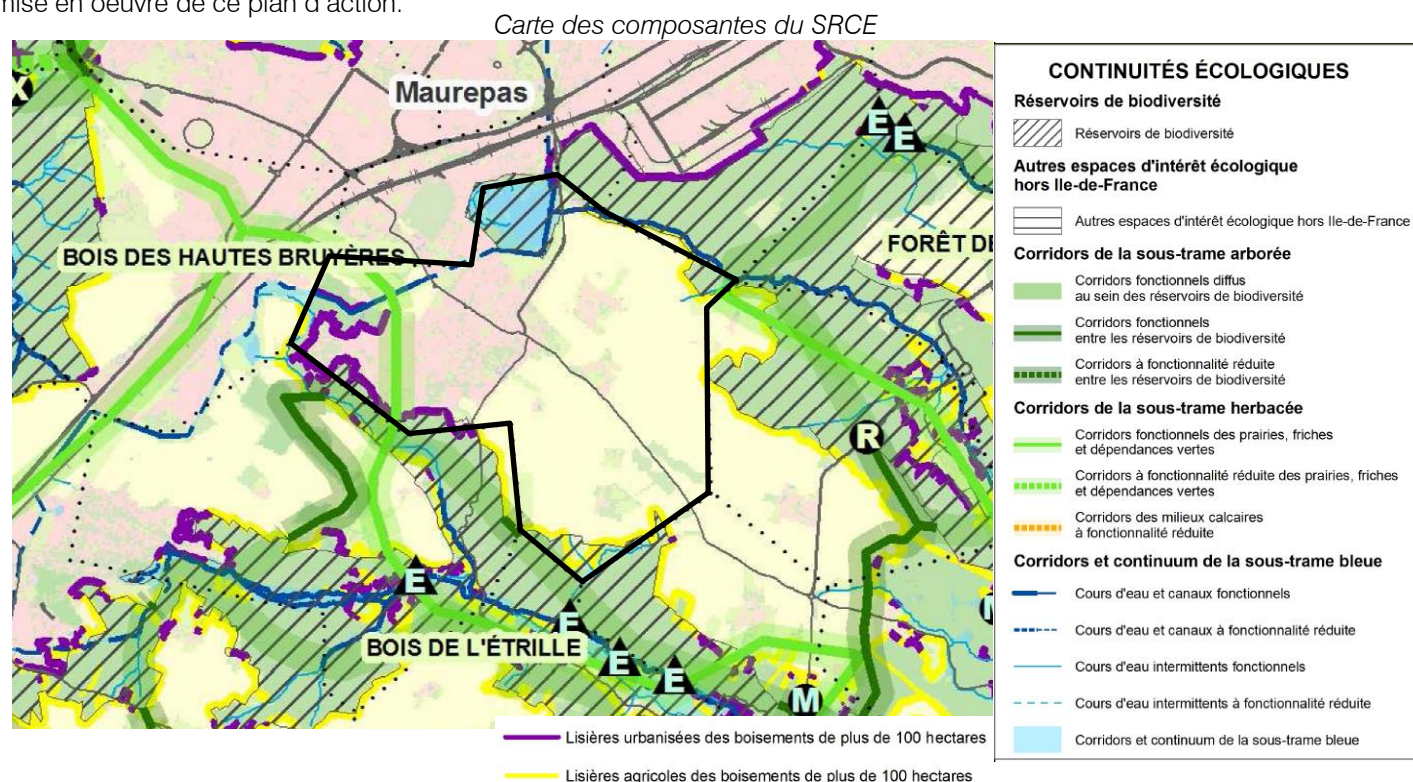 mise en oeuvre de ce plan d'action.
Carte des composantes du SRCE
X
Maurepas
E
E
BOIS DES HAUTES BRUYÈRES
FORÊT DE
R
E
E
BOIS DE L'ÉTRILLE
E
E
M
CONTINUITÉS ÉCOLOGIQUES
Réservoirs de biodiversité
Réservoirs de biodiversité
Autres espaces d'intérêt écologique
hors Ile-de-France
Autres espaces d'intérêt écologique hors Ile-de-France
Corridors de la sous-trame arborée
Corridors fonctionnels diffus
au sein des réservoirs de biodiversité
Corridors fonctionnels
entre les réservoirs de biodiversité
Corridors à fonctionnalité réduite
entre les réservoirs de biodiversité
Corridors de la sous-trame herbacée
Corridors fonctionnels des prairies, friches
et dépendances vertes
Corridors à fonctionnalité réduite des prairies, friches
et dépendances vertes
Corridors des milieux calcaires
à fonctionnalité réduite
Corridors et continuum de la sous-trame bleue
Cours d'eau et canaux fonctionnels
Cours d'eau et canaux à fonctionnalité réduite
Cours d'eau intermittents fonctionnels
Cours d'eau intermittents à fonctionnalité réduite
Corridors et continuum de la sous-trame bleue
Lisières urbanisées des boisements de plus de 100 hectares
Lisières agricoles des boisements de plus de 100 hectares